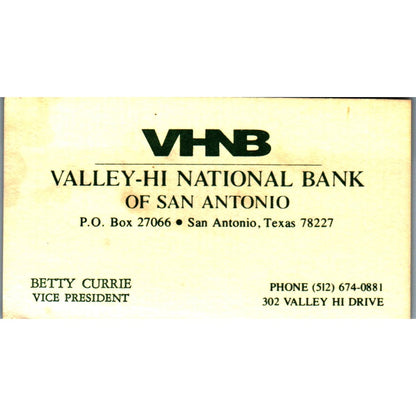 VHNB
VALLEY-HI NATIONAL BANK
OF SAN ANTONIO
P.O. Box 27066 • San Antonio, Texas 78227
BETTY CURRIE
VICE PRESIDENT
PHONE (512) 674-0881
302 VALLEY HI DRIVE